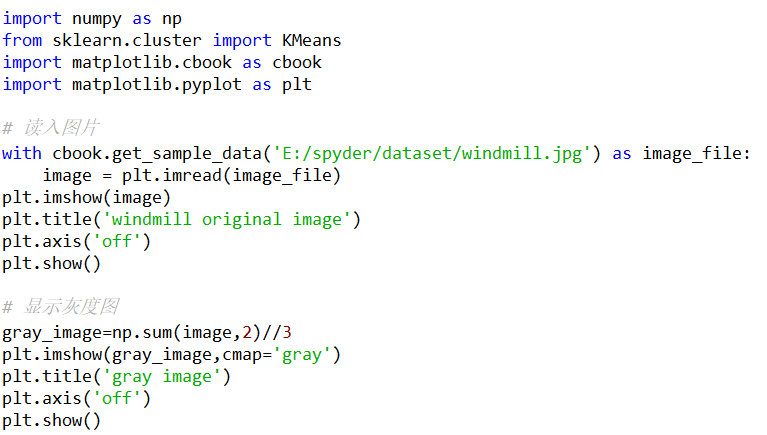 import numpy as np
from sklearn.cluster import KMeans
import matplotlib.cbook as cbook
import matplotlib.pyplot as plt

# 读入图片
with cbook.get_sample_data('E:/spyder/dataset/windmill.jpg') as image_file:
    image = plt.imread(image_file)
plt.imshow(image)
plt.title('windmill original image')
plt.axis('off')
plt.show()

# 显示灰度图
gray_image=np.sum(image,2)//3
plt.imshow(gray_image,cmap='gray')
plt.title('gray image')
plt.axis('off')
plt.show()